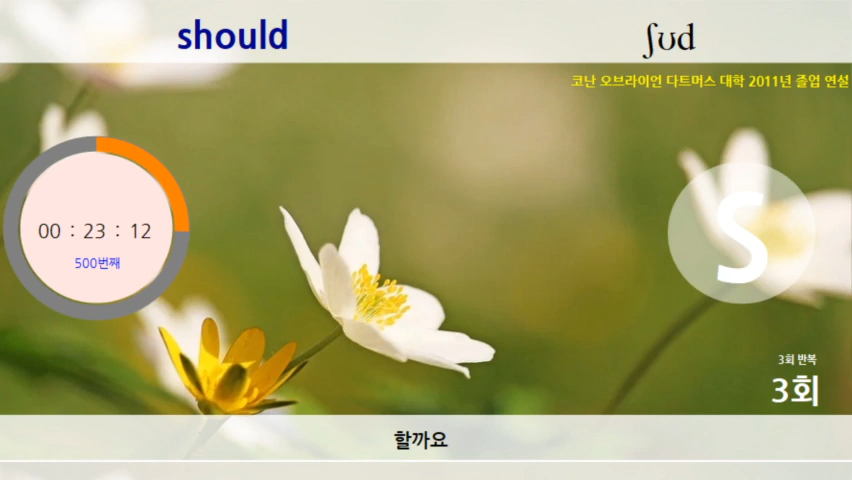 should
ʃʊd
코난 오브라이언 다트머스 대학 2011년 졸업 연설
00 : 23 : 12
500번째
S
3회 반복
3회
할까요